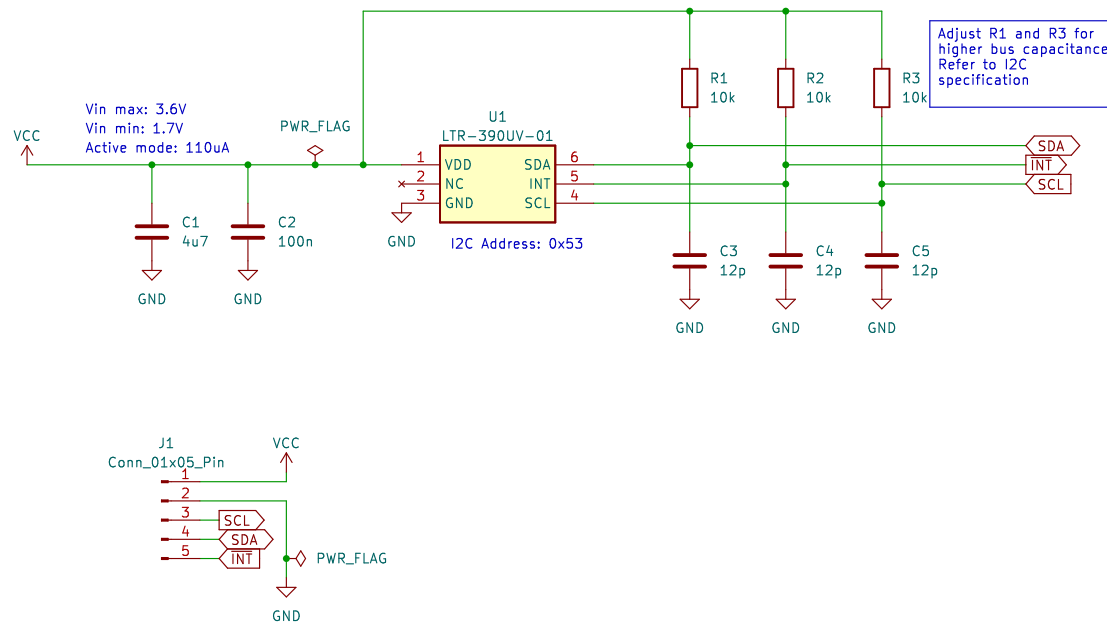 Adjust R1 and R3 for
higher bus capacitance
Refer to I2C
specification
R1
10k
R2
10k
R3
10k
Vin max: 3.6V
Vin min: 1.7V
Active mode: 110uA
VCC
PWR_FLAG
U1
LTR-390UV-01
1 VDD SDA 6
2 NC INT 5
3 GND SCL 4
SDA
INT
SCL
GND
I2C Address: 0x53
C1
4u7
C2
100n
C3
12p
C4
12p
C5
12p
GND
GND
GND
GND
GND
J1
Conn_01x05_Pin
VCC
1
2
3 SCL
4 SDA
5 INT
PWR_FLAG
GND